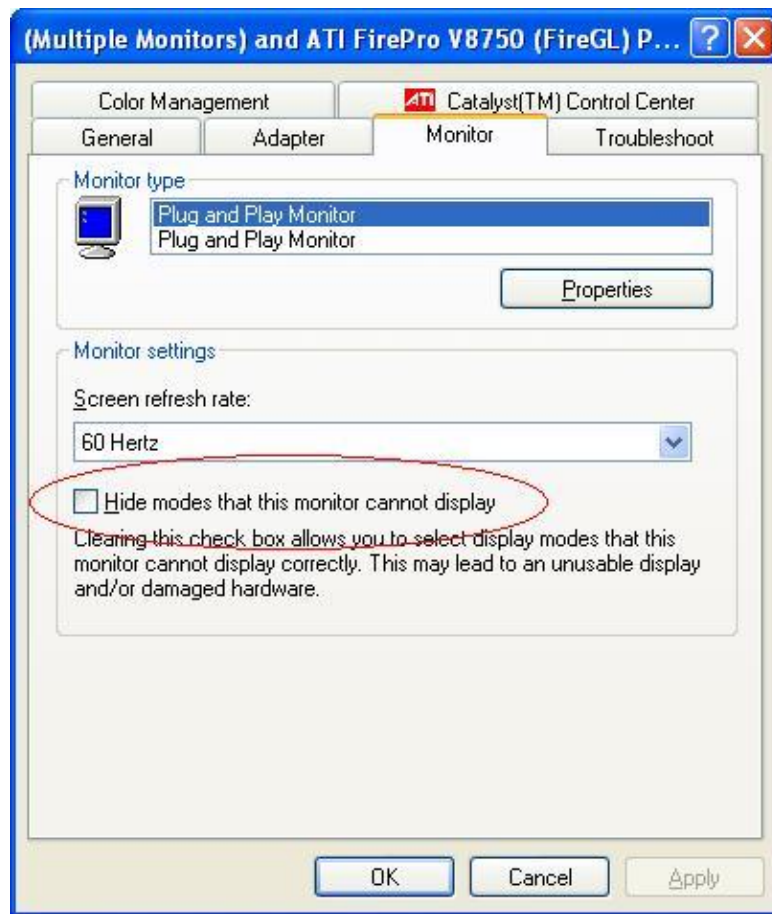 (Multiple Monitors) and ATI FirePro V8750 (FireGL) P...
Color Management
ATI Catalyst(TM) Control Center
General
Adapter
Monitor
Troubleshoot
Monitor type
Plug and Play Monitor
Plug and Play Monitor
Properties
Monitor settings
Screen refresh rate:
60 Hertz
Hide modes that this monitor cannot display
Clearing this check box allows you to select display modes that this
monitor cannot display correctly. This may lead to an unusable display
and/or damaged hardware.
OK
Cancel
Apply